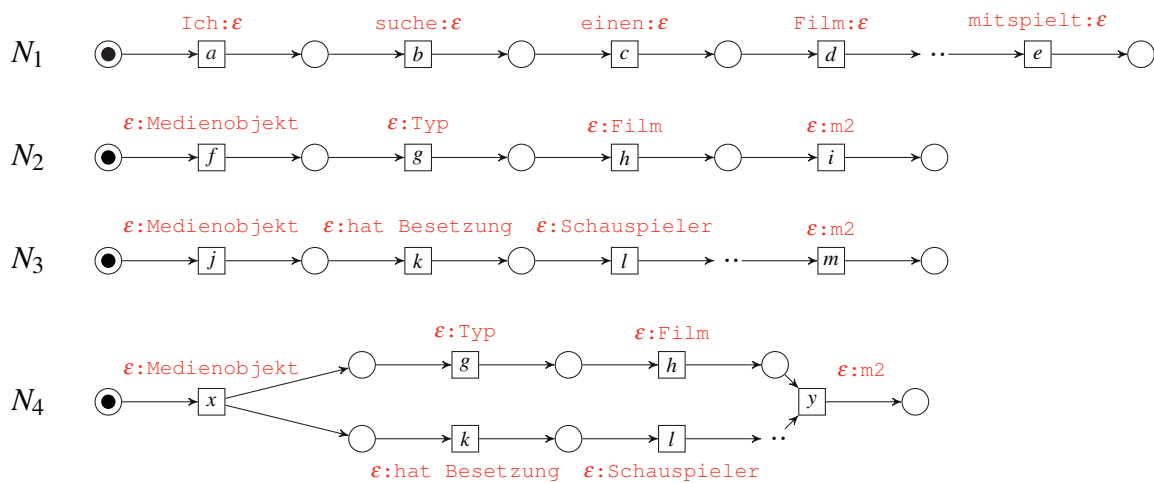 Ich:ε suche:ε einen:ε Film:ε mitspielt:ε
N1 a b c d ·· e
ε:Medienobjekt ε:Typ ε:Film ε:m2
N2 f g h i
ε:Medienobjekt ε:hat Besetzung ε:Schauspieler ε:m2
N3 j k l ·· m
ε:Typ ε:Film
g h
ε:Medienobjekt ε:m2
N4 x y
k l ··
ε:hat Besetzung ε:Schauspieler